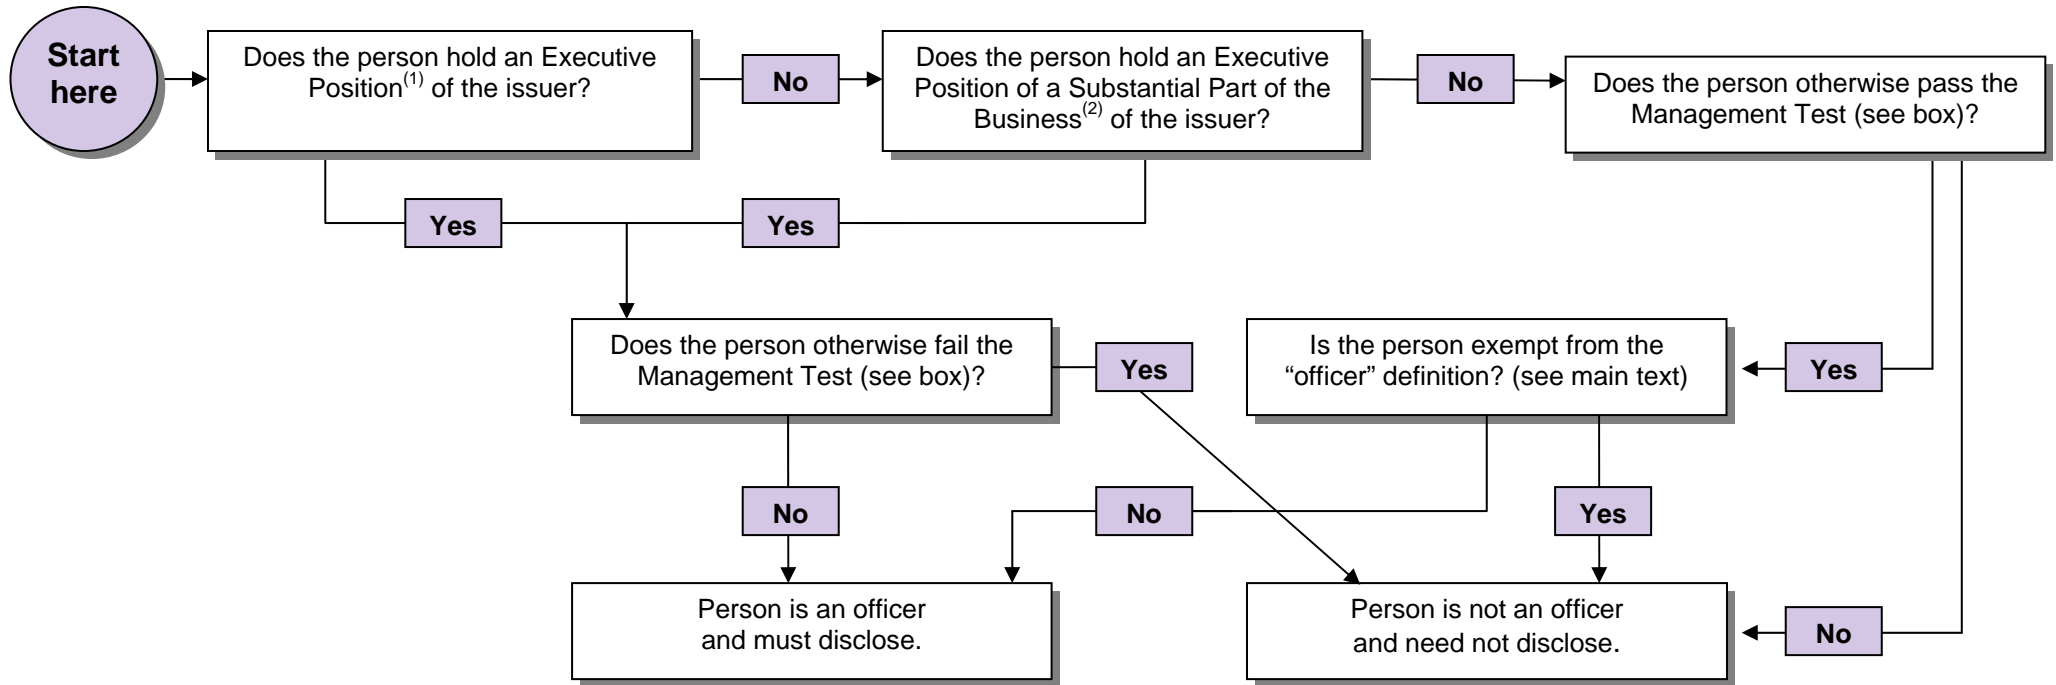 Start
here
Does the person hold an Executive
Position(1) of the issuer?
No
Does the person hold an Executive
Position of a Substantial Part of the
Business(2) of the issuer?
No
Does the person otherwise pass the
Management Test (see box)?
Yes
Yes
Does the person otherwise fail the
Management Test (see box)?
Yes
Is the person exempt from the
“officer” definition? (see main text)
Yes
No
No
Yes
Person is an officer
and must disclose.
Person is not an officer
and need not disclose.
No